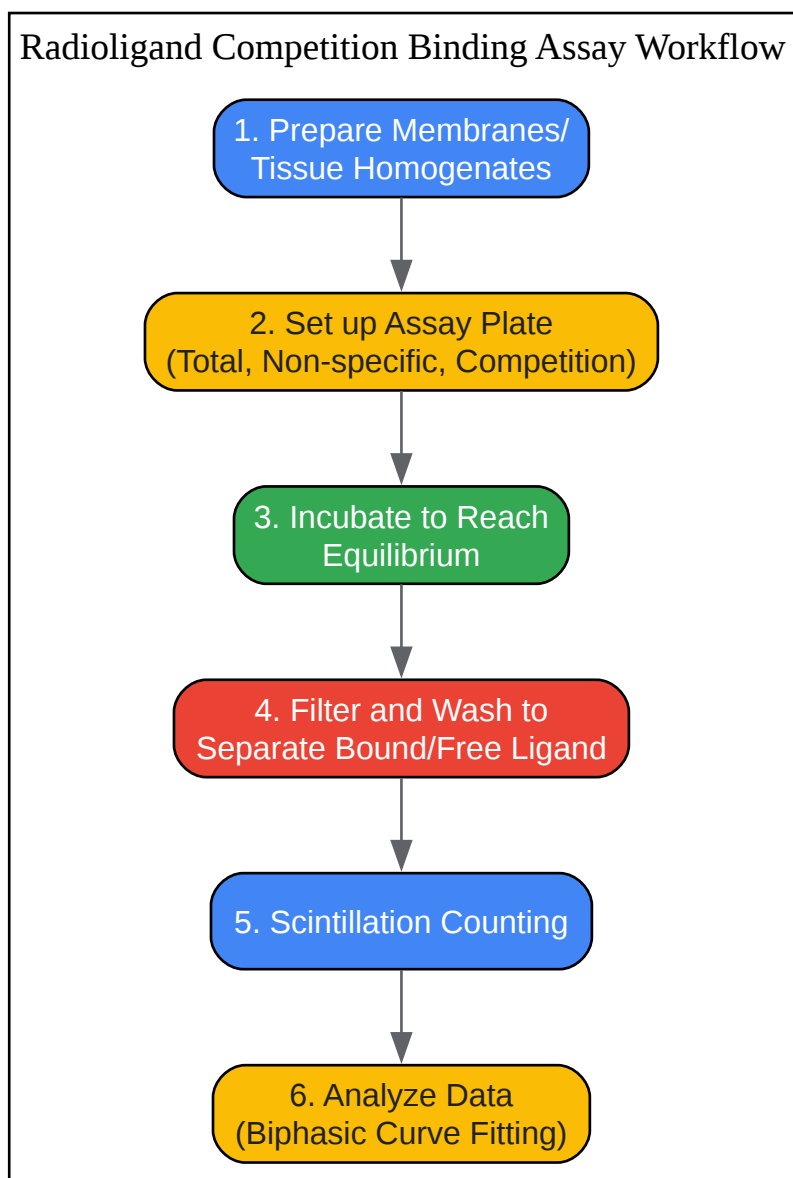 Radioligand Competition Binding Assay Workflow
1. Prepare Membranes/
Tissue Homogenates
2. Set up Assay Plate
(Total, Non-specific, Competition)
3. Incubate to Reach
Equilibrium
4. Filter and Wash to
Separate Bound/Free Ligand
5. Scintillation Counting
6. Analyze Data
(Biphasic Curve Fitting)